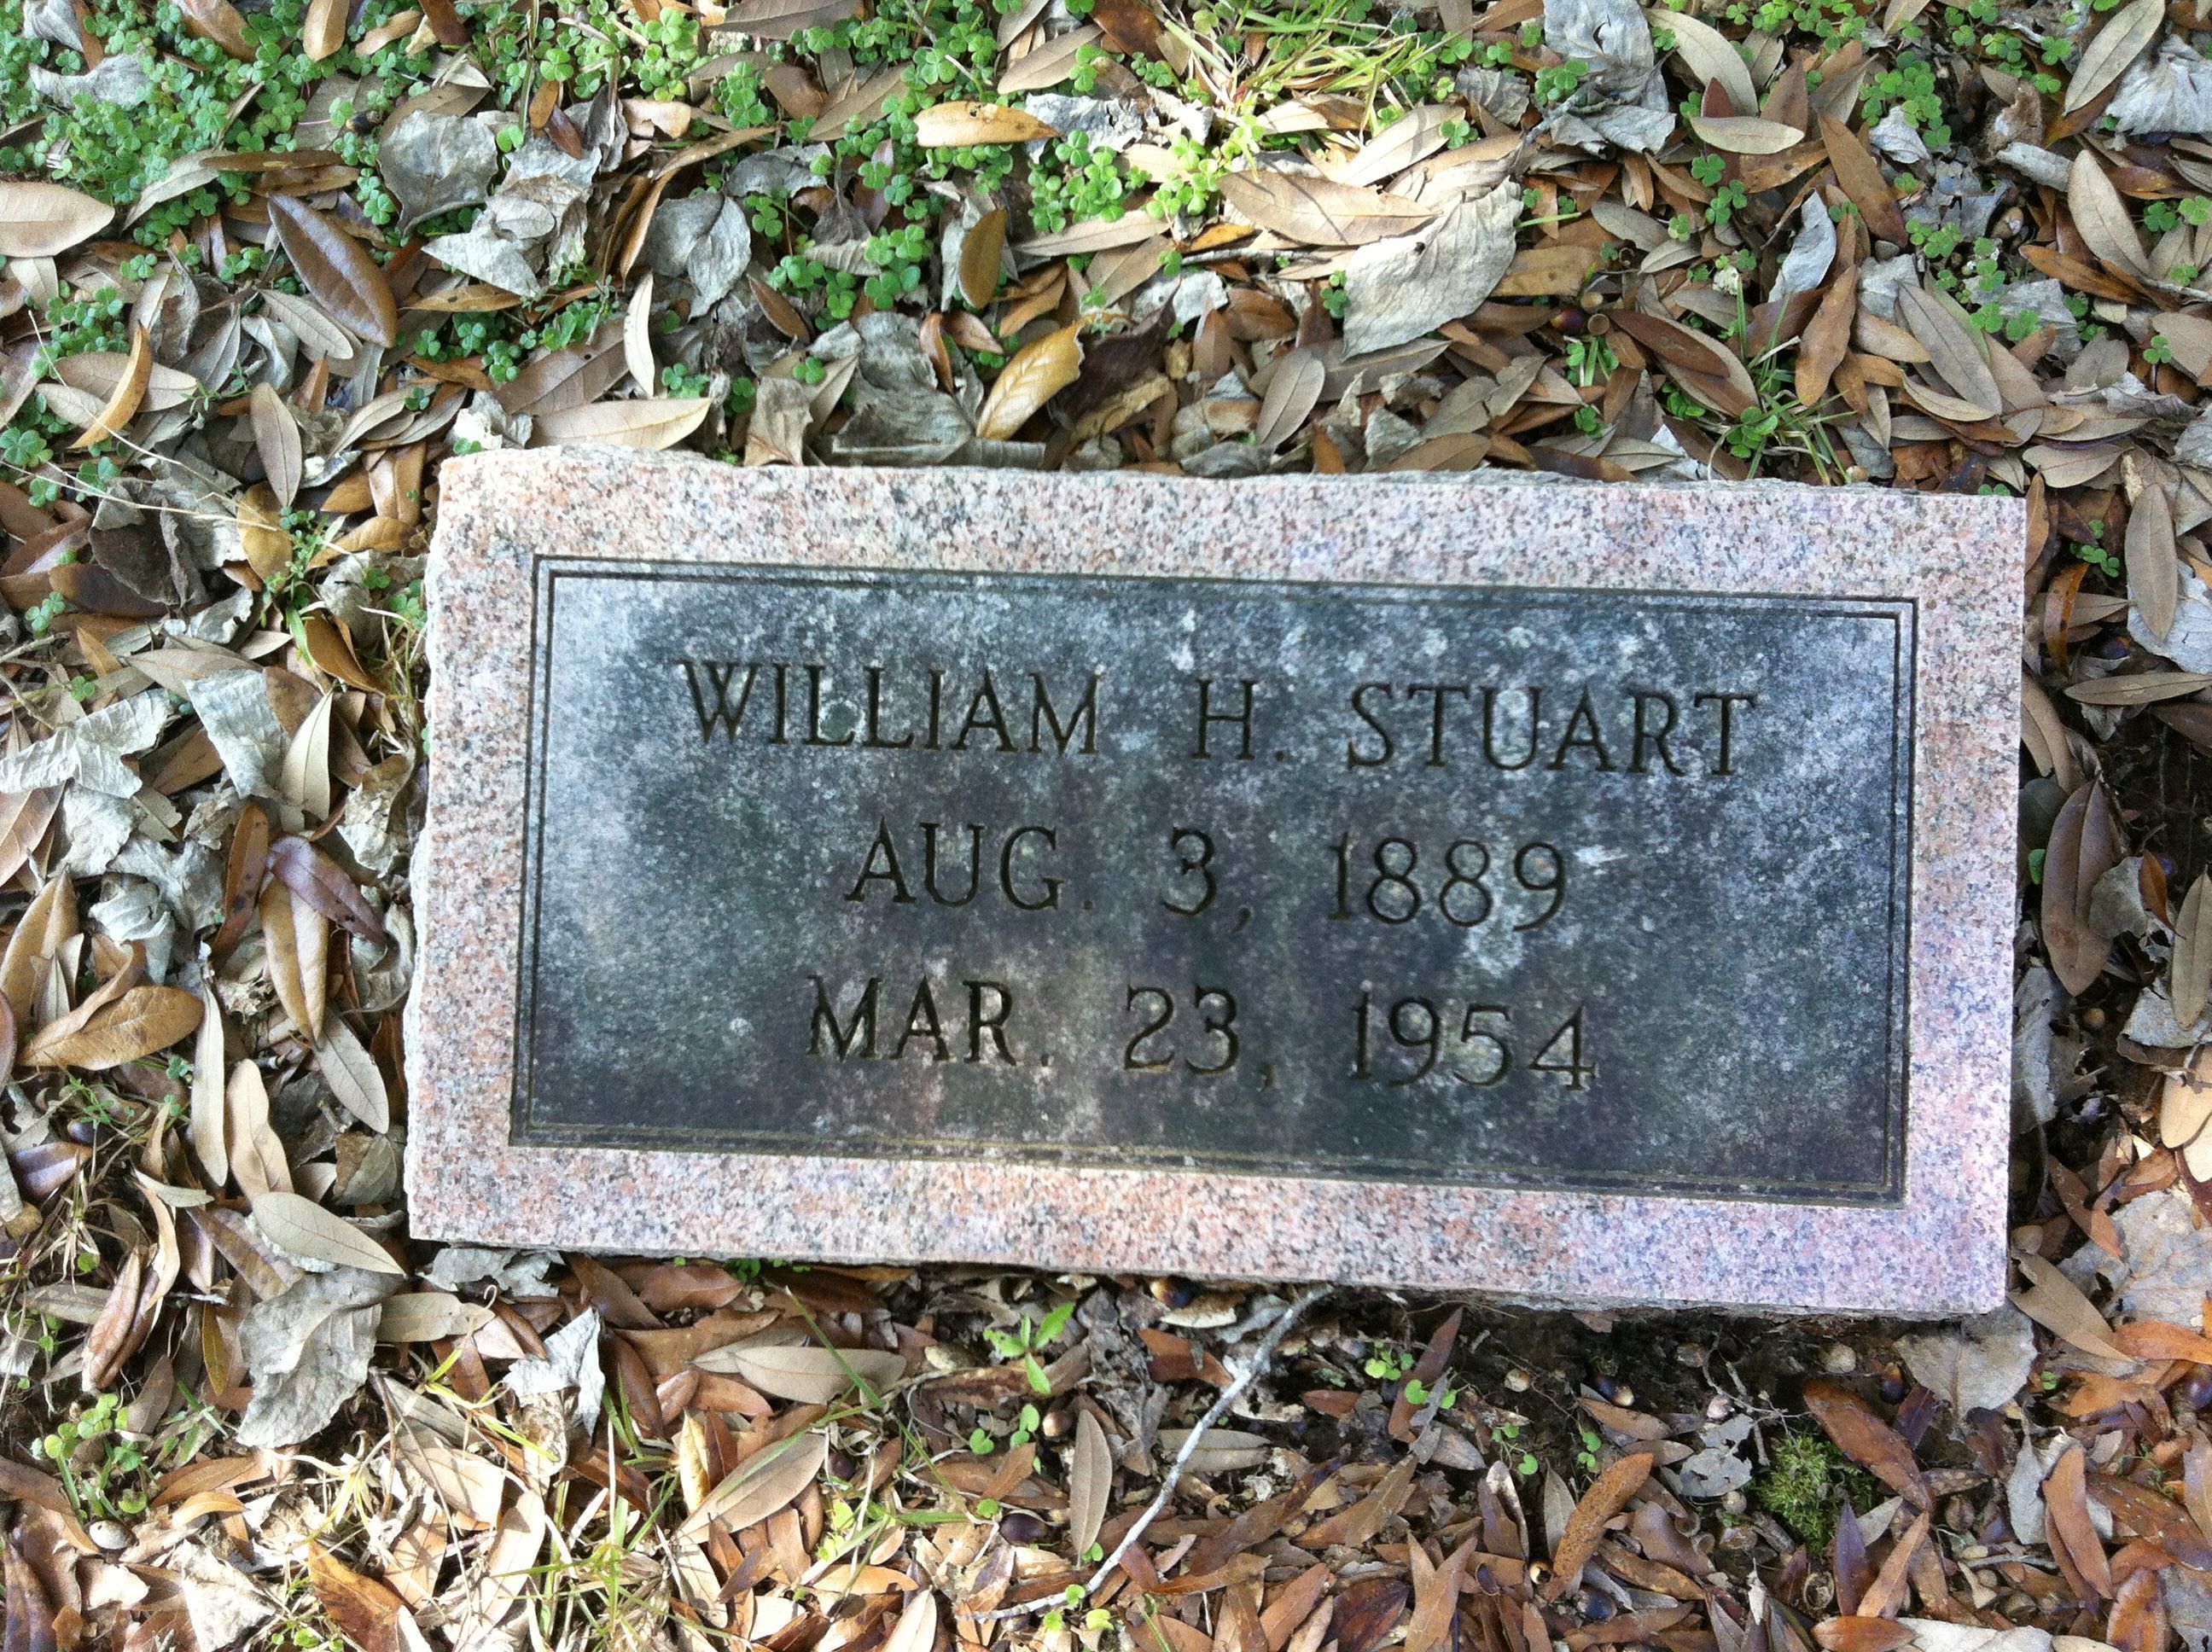 WILLIAM H. STUART
AUG. 3, 1889
MAR. 23, 1954